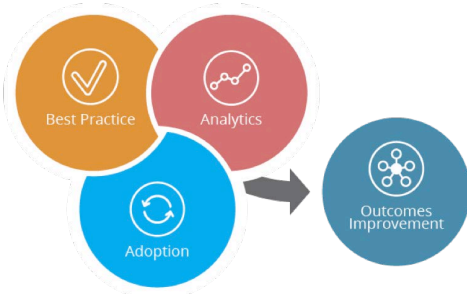 Best Practice
Analytics
Adoption
Outcomes
Improvement